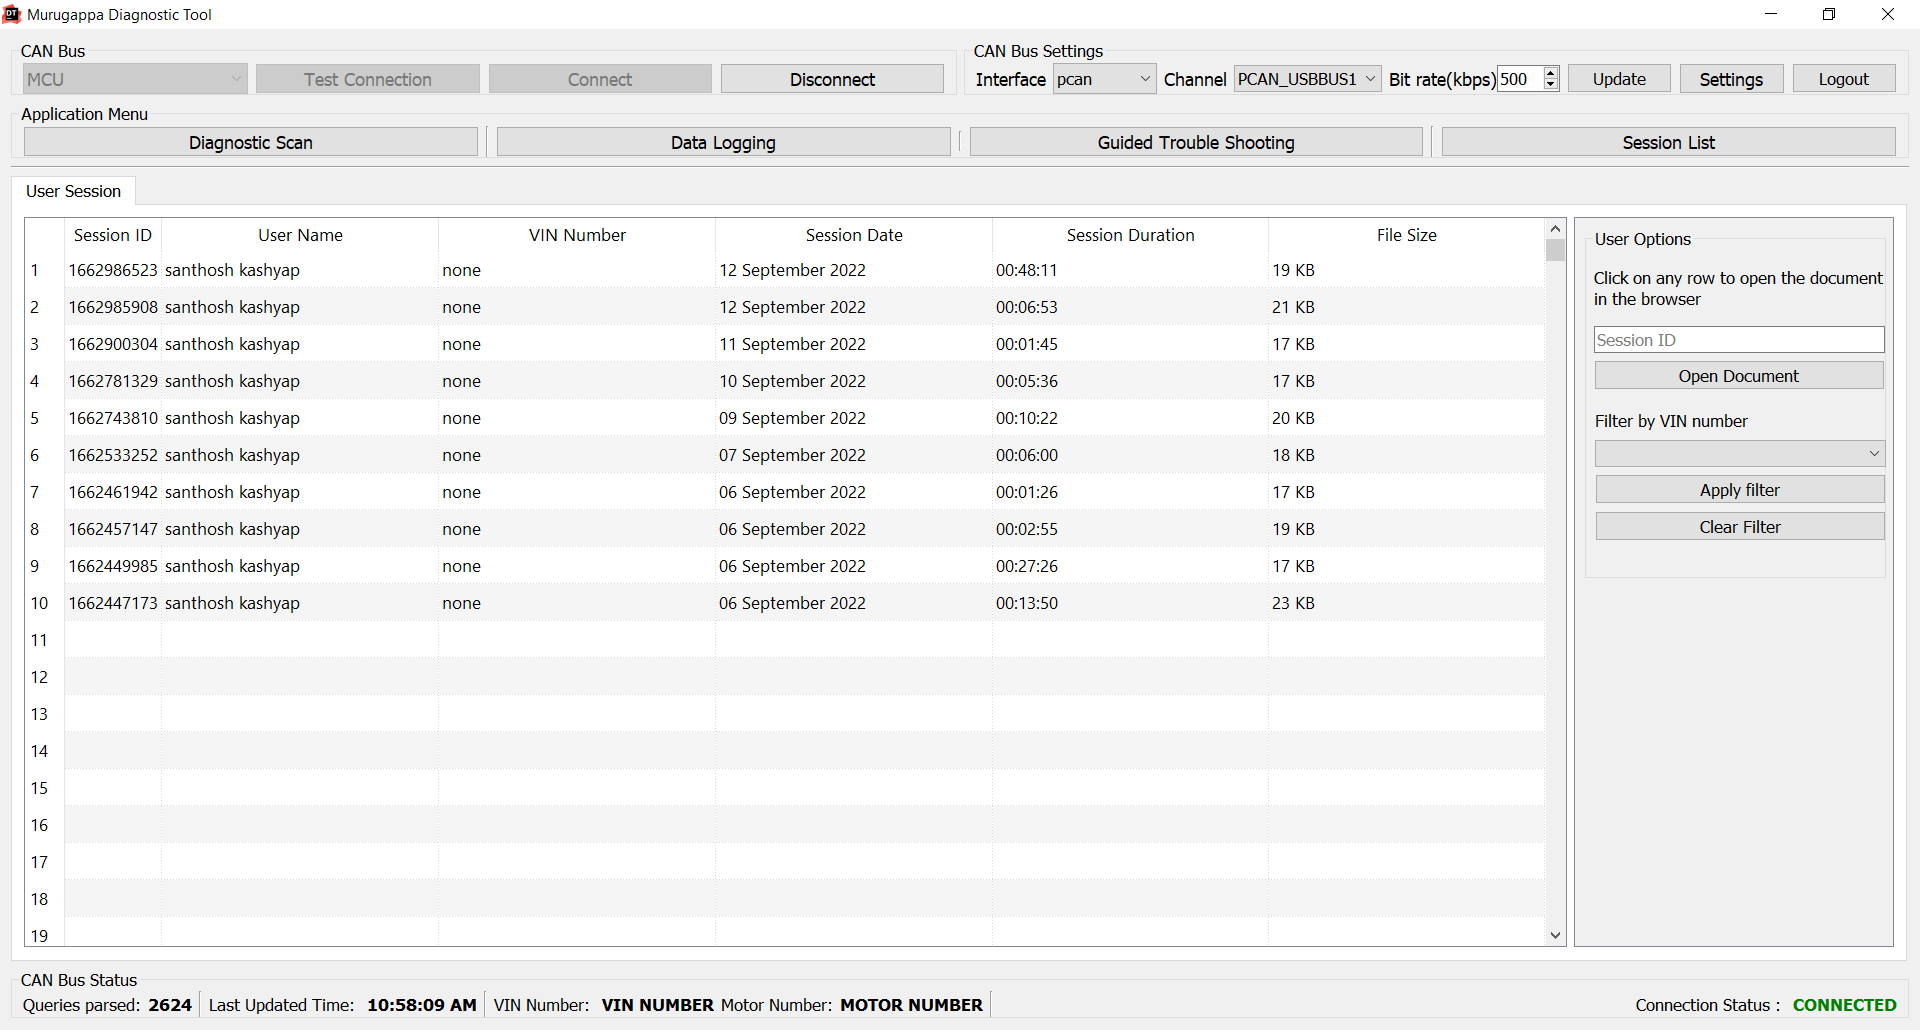 Murugappa Diagnostic Tool
CAN Bus
CAN Bus Settings
MCU Test Connection Connect Disconnect Interface pcan Channel PCAN_USBBUS1 Bit rate(kbps) 500 Update Settings Logout
Application Menu
Diagnostic Scan Data Logging Guided Trouble Shooting Session List
User Session
Session ID User Name VIN Number Session Date Session Duration File Size
1 1662986523 santhosh kashyap none 12 September 2022 00:48:11 19 KB
2 1662985908 santhosh kashyap none 12 September 2022 00:06:53 21 KB
3 1662900304 santhosh kashyap none 11 September 2022 00:01:45 17 KB
4 1662781329 santhosh kashyap none 10 September 2022 00:05:36 17 KB
5 1662743810 santhosh kashyap none 09 September 2022 00:10:22 20 KB
6 1662533252 santhosh kashyap none 07 September 2022 00:06:00 18 KB
7 1662461942 santhosh kashyap none 06 September 2022 00:01:26 17 KB
8 1662457147 santhosh kashyap none 06 September 2022 00:02:55 19 KB
9 1662449985 santhosh kashyap none 06 September 2022 00:27:26 17 KB
10 1662447173 santhosh kashyap none 06 September 2022 00:13:50 23 KB
11
12
13
14
15
16
17
18
19
User Options
Click on any row to open the document
in the browser
Session ID
Open Document
Filter by VIN number
Apply filter
Clear Filter
CAN Bus Status
Queries parsed: 2624 Last Updated Time: 10:58:09 AM VIN Number: VIN NUMBER Motor Number: MOTOR NUMBER Connection Status : CONNECTED